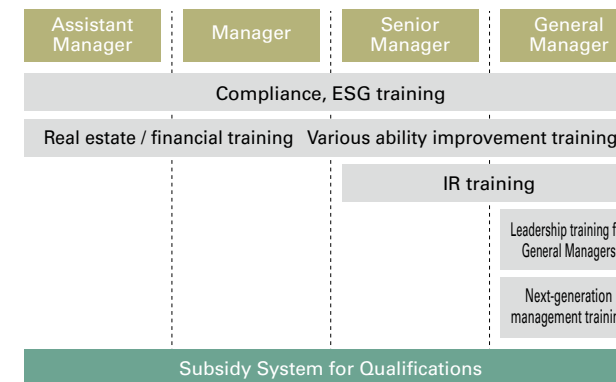 Assistant
Manager
Manager
Senior
Manager
General
Manager
Compliance, ESG training
Real estate / financial training Various ability improvement training
IR training
Leadership training
General Managers
Next-generation
management
Subsidy System for Qualifications